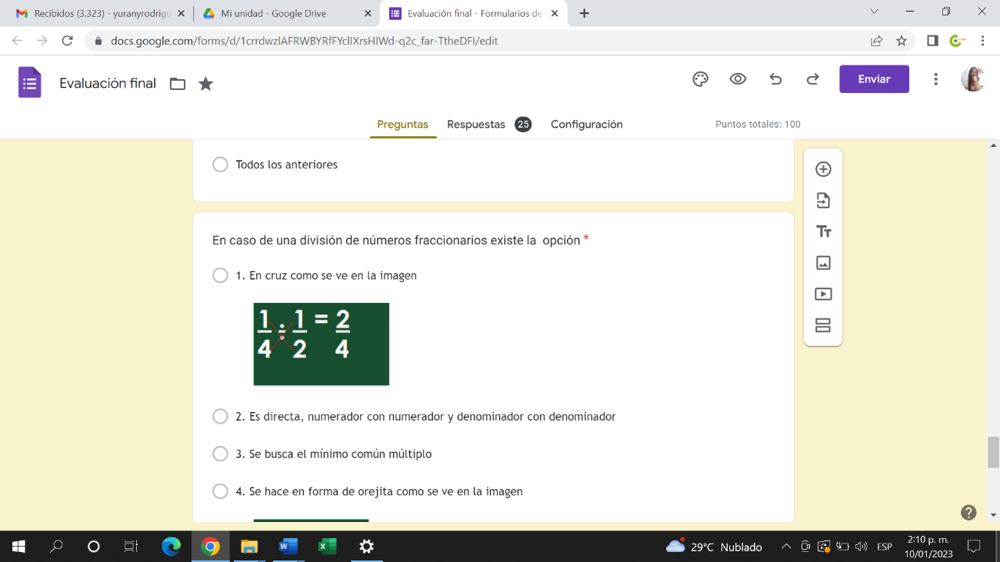 Recibidos (3.323) - yuranyrodrigu
Mi unidad - Google Drive
Evaluación final - Formularios de
docs.google.com/forms/d/1crrdwzlAFRWBYRfFYclIXrsHIWd-q2c_far-TtheDFI/edit
Evaluación final
Enviar
Preguntas
Respuestas 25
Configuración
Puntos totales: 100
Todos los anteriores
En caso de una división de números fraccionarios existe la opción *
1. En cruz como se ve en la imagen
1/4 : 1/2 = 2/4
2. Es directa, numerador con numerador y denominador con denominador
3. Se busca el mínimo común múltiplo
4. Se hace en forma de orejita como se ve en la imagen
29°C Nublado
ESP
2:10 p. m.
10/01/2023